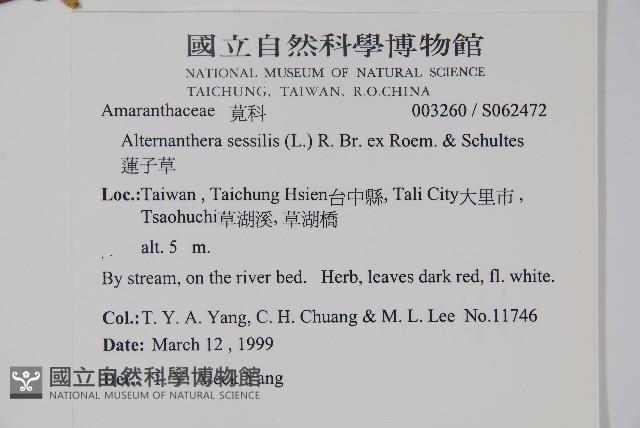 國立自然科學博物館
NATIONAL MUSEUM OF NATURAL SCIENCE
TAICHUNG, TAIWAN, R.O.CHINA
Amaranthaceae 莧科 003260 / S062472
Alternanthera sessilis (L.) R. Br. ex Roem. & Schultes
蓮子草
Loc.:Taiwan , Taichung Hsien台中縣, Tali City大里市 ,
Tsaohuchi草湖溪, 草湖橋
alt. 5 m.
By stream, on the river bed. Herb, leaves dark red, fl. white.
Col.:T. Y. A. Yang, C. H. Chuang & M. L. Lee No.11746
Date: March 12 , 1999
Yang
國立自然科學博物館
NATIONAL MUSEUM OF NATURAL SCIENCE